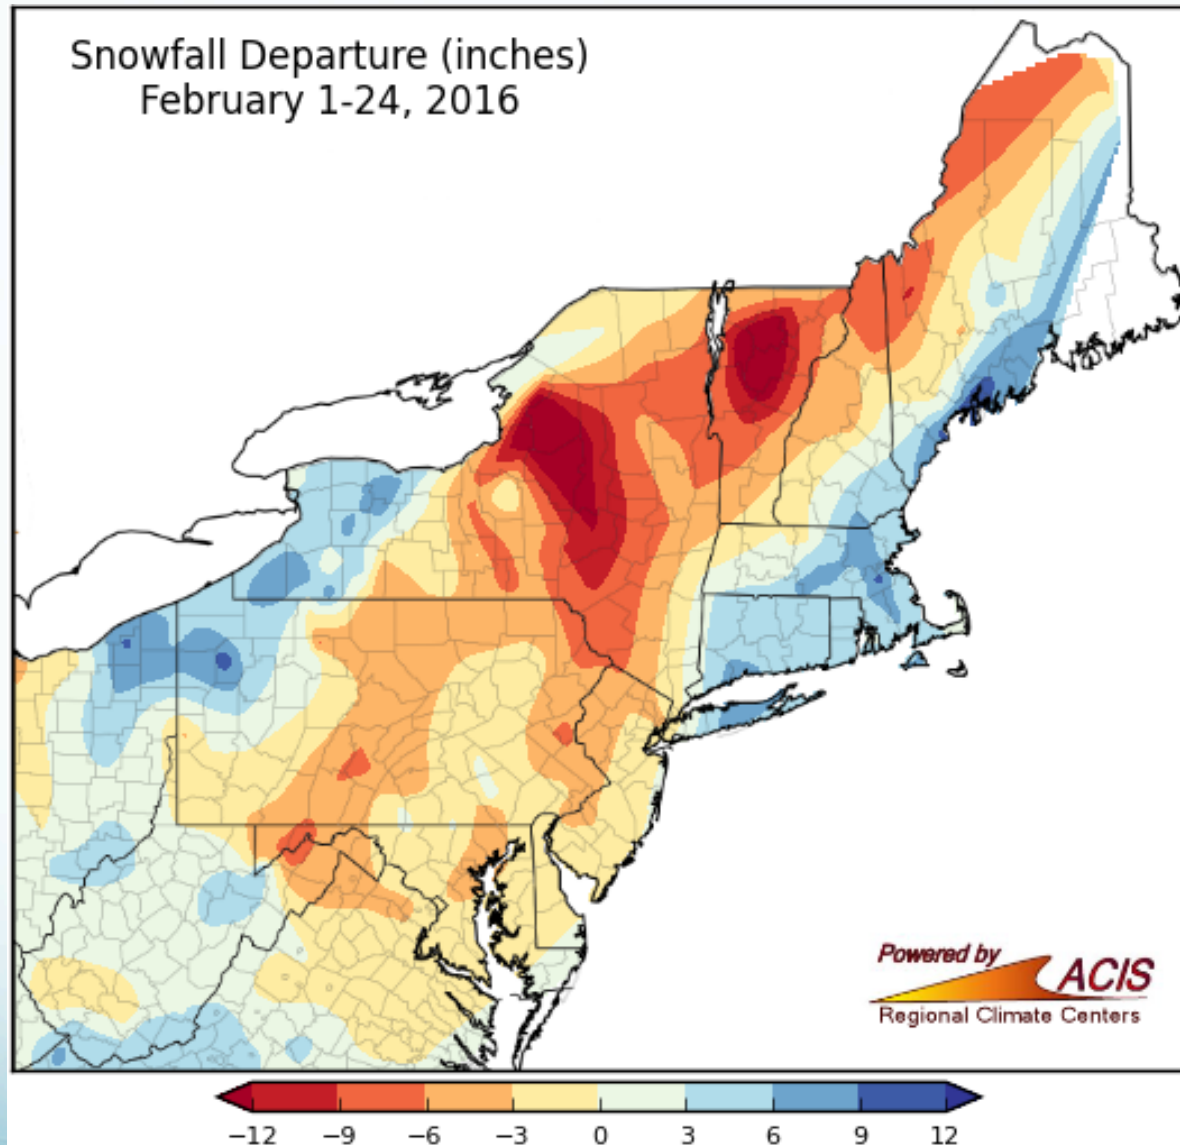 Snowfall Departure (inches)
February 1-24, 2016
Powered by
ACIS
Regional Climate Centers
−12 −9 −6 −3 0 3 6 9 12